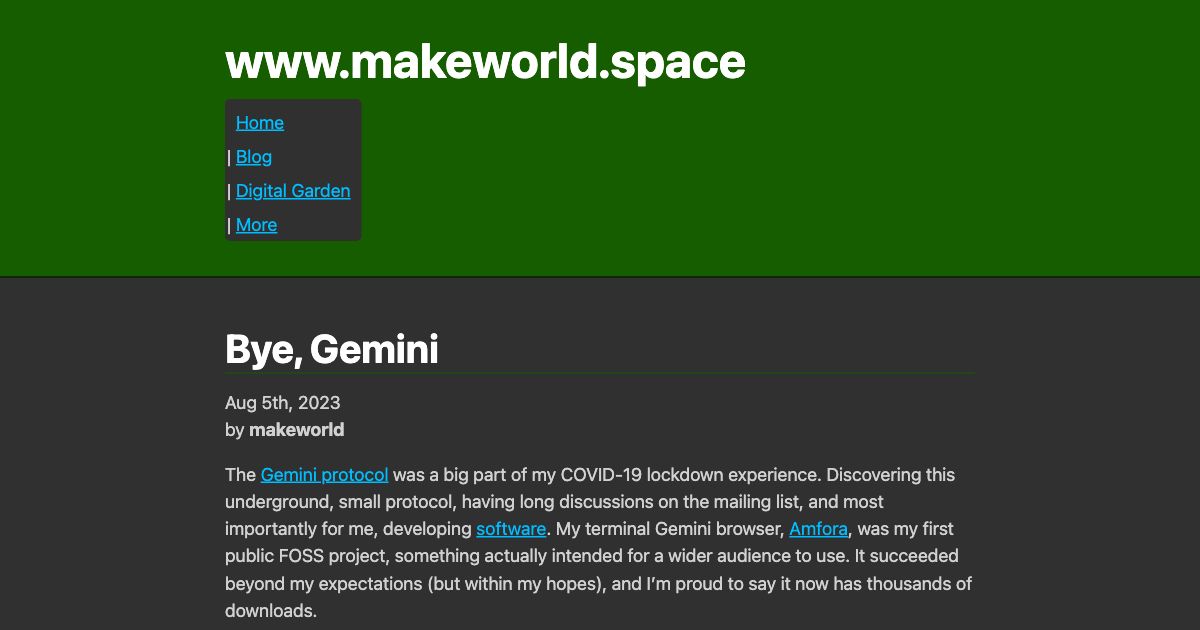 www.makeworld.space
Home
| Blog
| Digital Garden
| More
Bye, Gemini
Aug 5th, 2023
by makeworld
The Gemini protocol was a big part of my COVID-19 lockdown experience. Discovering this
underground, small protocol, having long discussions on the mailing list, and most
importantly for me, developing software. My terminal Gemini browser, Amfora, was my first
public FOSS project, something actually intended for a wider audience to use. It succeeded
beyond my expectations (but within my hopes), and I’m proud to say it now has thousands of
downloads.